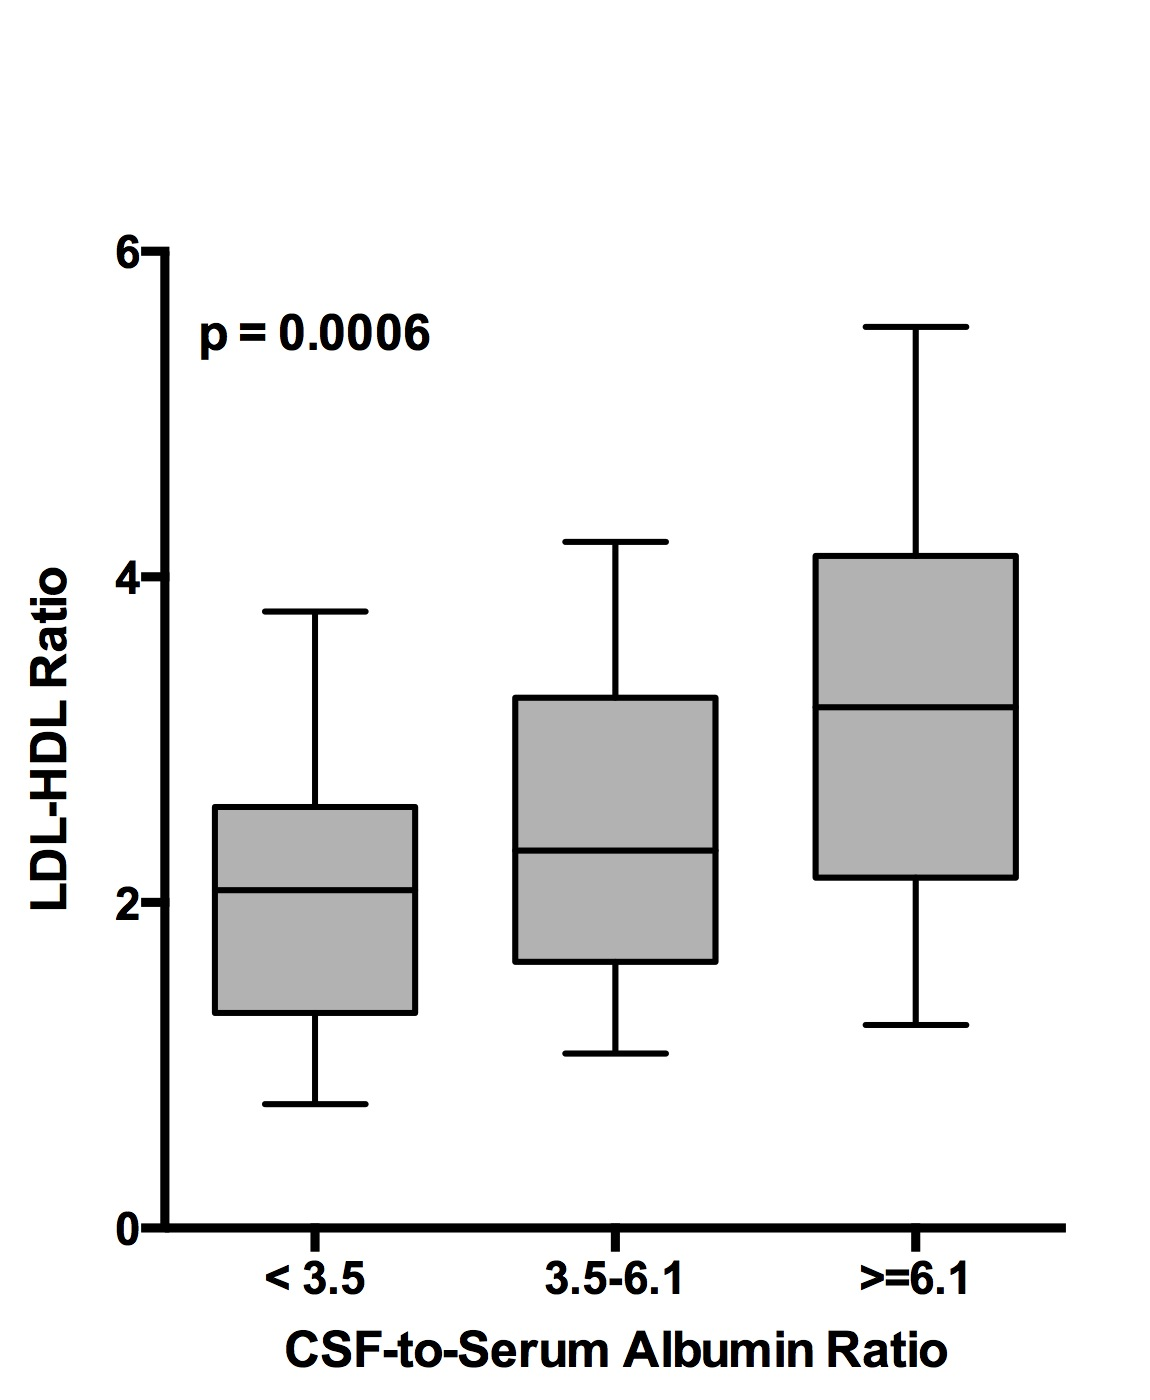 6
p = 0.0006
4
LDL-HDL Ratio
2
0
< 3.5 3.5-6.1 >=6.1
CSF-to-Serum Albumin Ratio